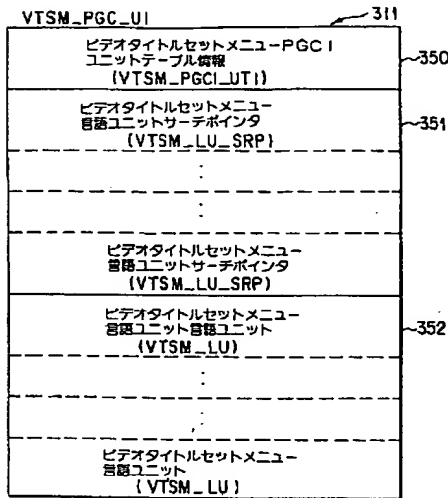 VTSM_PGC_UI
311
ビデオタイトルセットメニューPGCI
ユニットテーブル情報
(VTSM_PGCI_UTI)
350
ビデオタイトルセットメニュー
言語ユニットサーチポインタ
(VTSM_LU_SRP)
351
ビデオタイトルセットメニュー
言語ユニットサーチポインタ
(VTSM_LU_SRP)
ビデオタイトルセットメニュー
言語ユニット言語ユニット
(VTSM_LU)
352
ビデオタイトルセットメニュー
言語ユニット
(VTSM_LU)